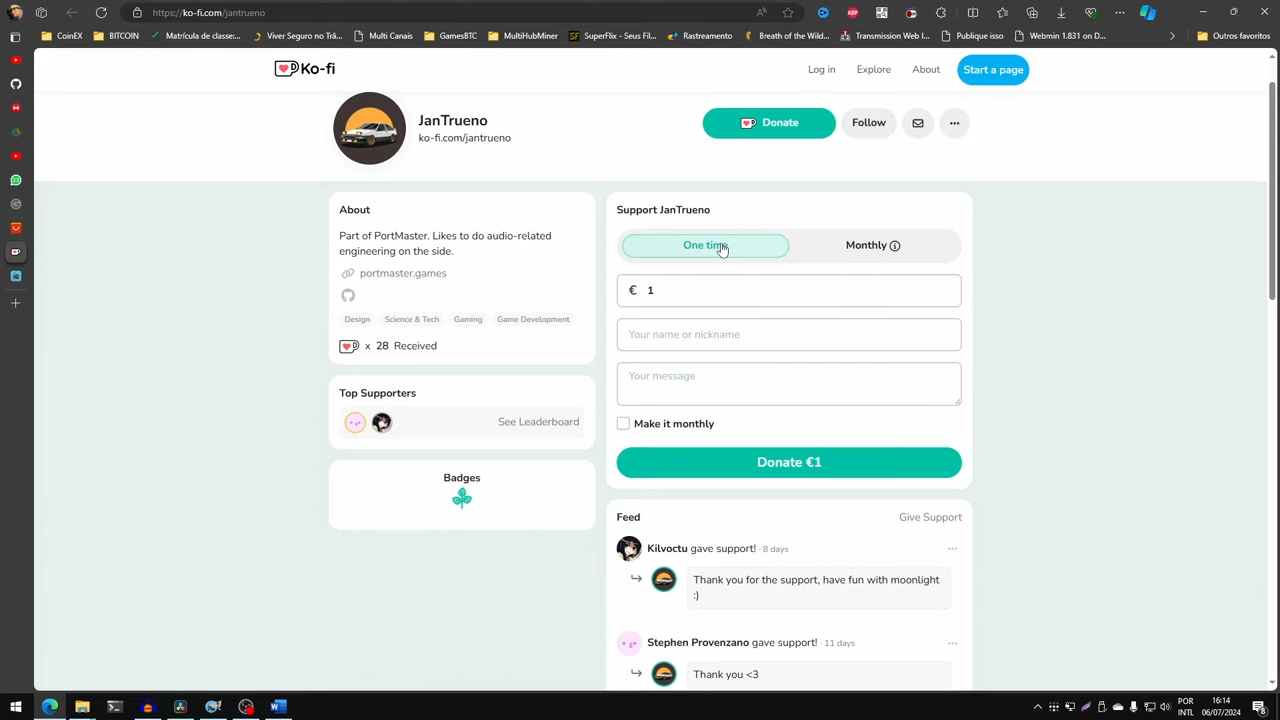 https://ko-fi.com/jantrueno
CoinEX
BITCOIN
Matrícula de classe:...
Viver Seguro no Trâ...
Multi Canais
GamesBTC
MultiHubMiner
SF
SuperFlix - Seus Fil...
Rastreamento
Breath of the Wild...
Transmission Web I...
Publique isso
Webmin 1.831 on D...
Outros favoritos
Ko-fi
Log in
Explore
About
Start a page
JanTrueno
ko-fi.com/jantrueno
Donate
Follow
About
Part of PortMaster. Likes to do audio-related
engineering on the side.
portmaster.games
Design
Science & Tech
Gaming
Game Development
x 28 Received
Top Supporters
See Leaderboard
Badges
Support JanTrueno
One time
Monthly
€ 1
Your name or nickname
Your message
Make it monthly
Donate €1
Feed
Give Support
Kilvoctu gave support! · 8 days
Thank you for the support, have fun with moonlight
:)
Stephen Provenzano gave support! · 11 days
Thank you <3
POR
INTL
16:14
06/07/2024